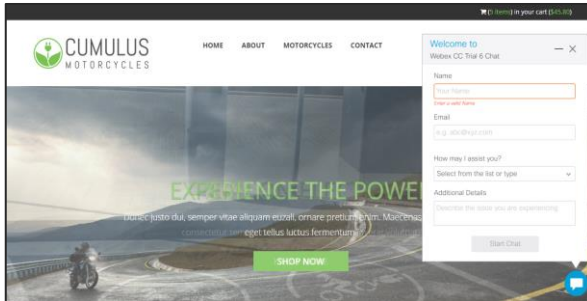 (5 Items) in your cart ($45.80)
CUMULUS
MOTORCYCLES
HOME ABOUT MOTORCYCLES CONTACT
EXPERIENCE THE POWE
Donec justo dui, semper vitae aliquam euzali, ornare pretium enim. Maecenas
eget tellus luctus fermentum
SHOP NOW
Welcome to
Webex CC Trial 6 Chat
Name
Your Name
Enter a valid Name
Email
e.g. abc@xyz.com
How may I assist you?
Select from the list or type
Additional Details
Describe the issue you are experiencing
Start Chat